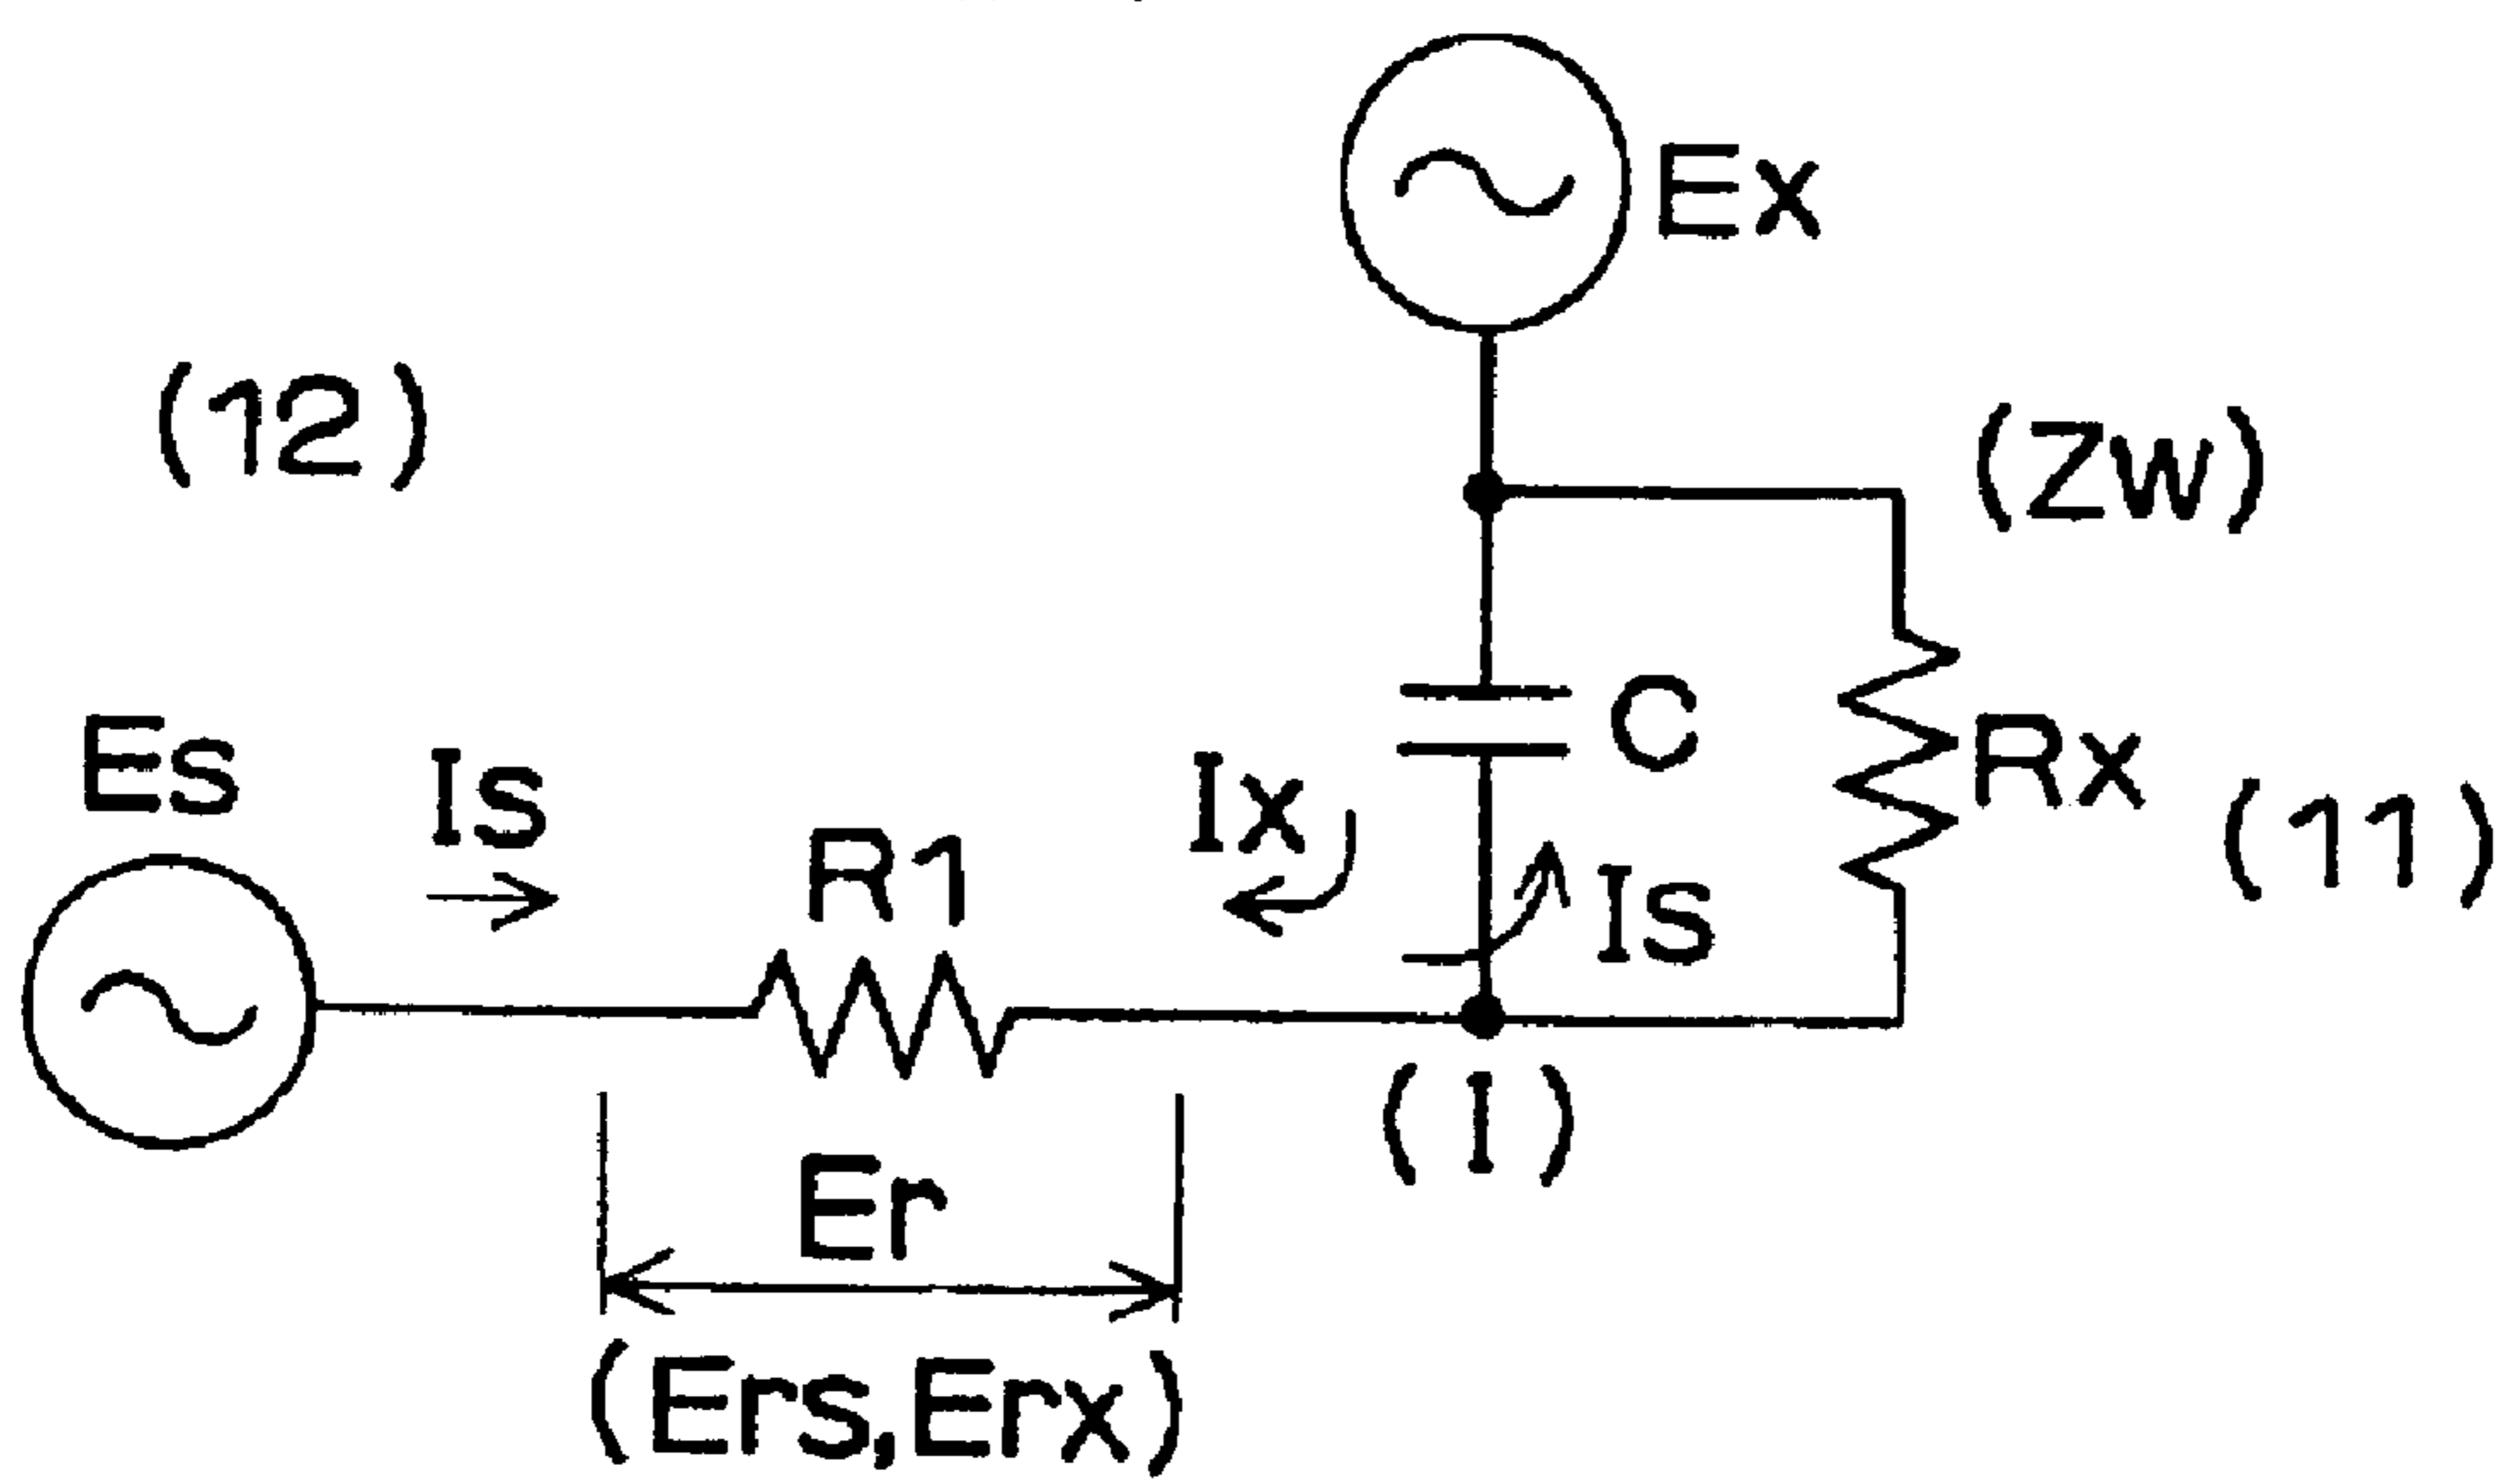 Ex
(12)
(ZW)
Es
Is
R1
Ix
C
Is
Rx
(11)
(I)
Er
(Ers,Erx)